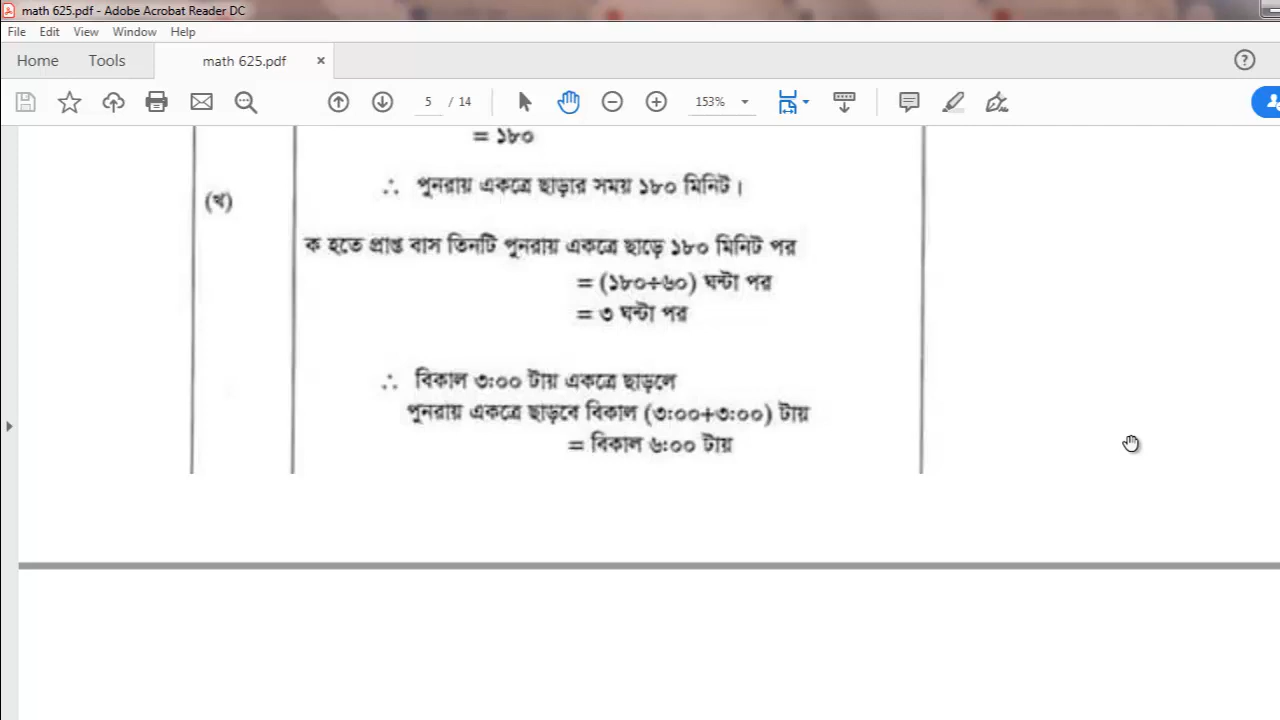 math 625.pdf - Adobe Acrobat Reader DC
File Edit View Window Help
Home Tools math 625.pdf ×
5 / 14 153%
= ১৮০
∴ পুনরায় একত্রে ছাড়ার সময় ১৮০ মিনিট।
(খ)
ক হতে প্রাপ্ত বাস তিনটি পুনরায় একত্রে ছাড়ে ১৮০ মিনিট পর
= (১৮০÷৬০) ঘন্টা পর
= ৩ ঘন্টা পর
∴ বিকাল ৩:০০ টায় একত্রে ছাড়লে
পুনরায় একত্রে ছাড়বে বিকাল (৩:০০+৩:০০) টায়
= বিকাল ৬:০০ টায়